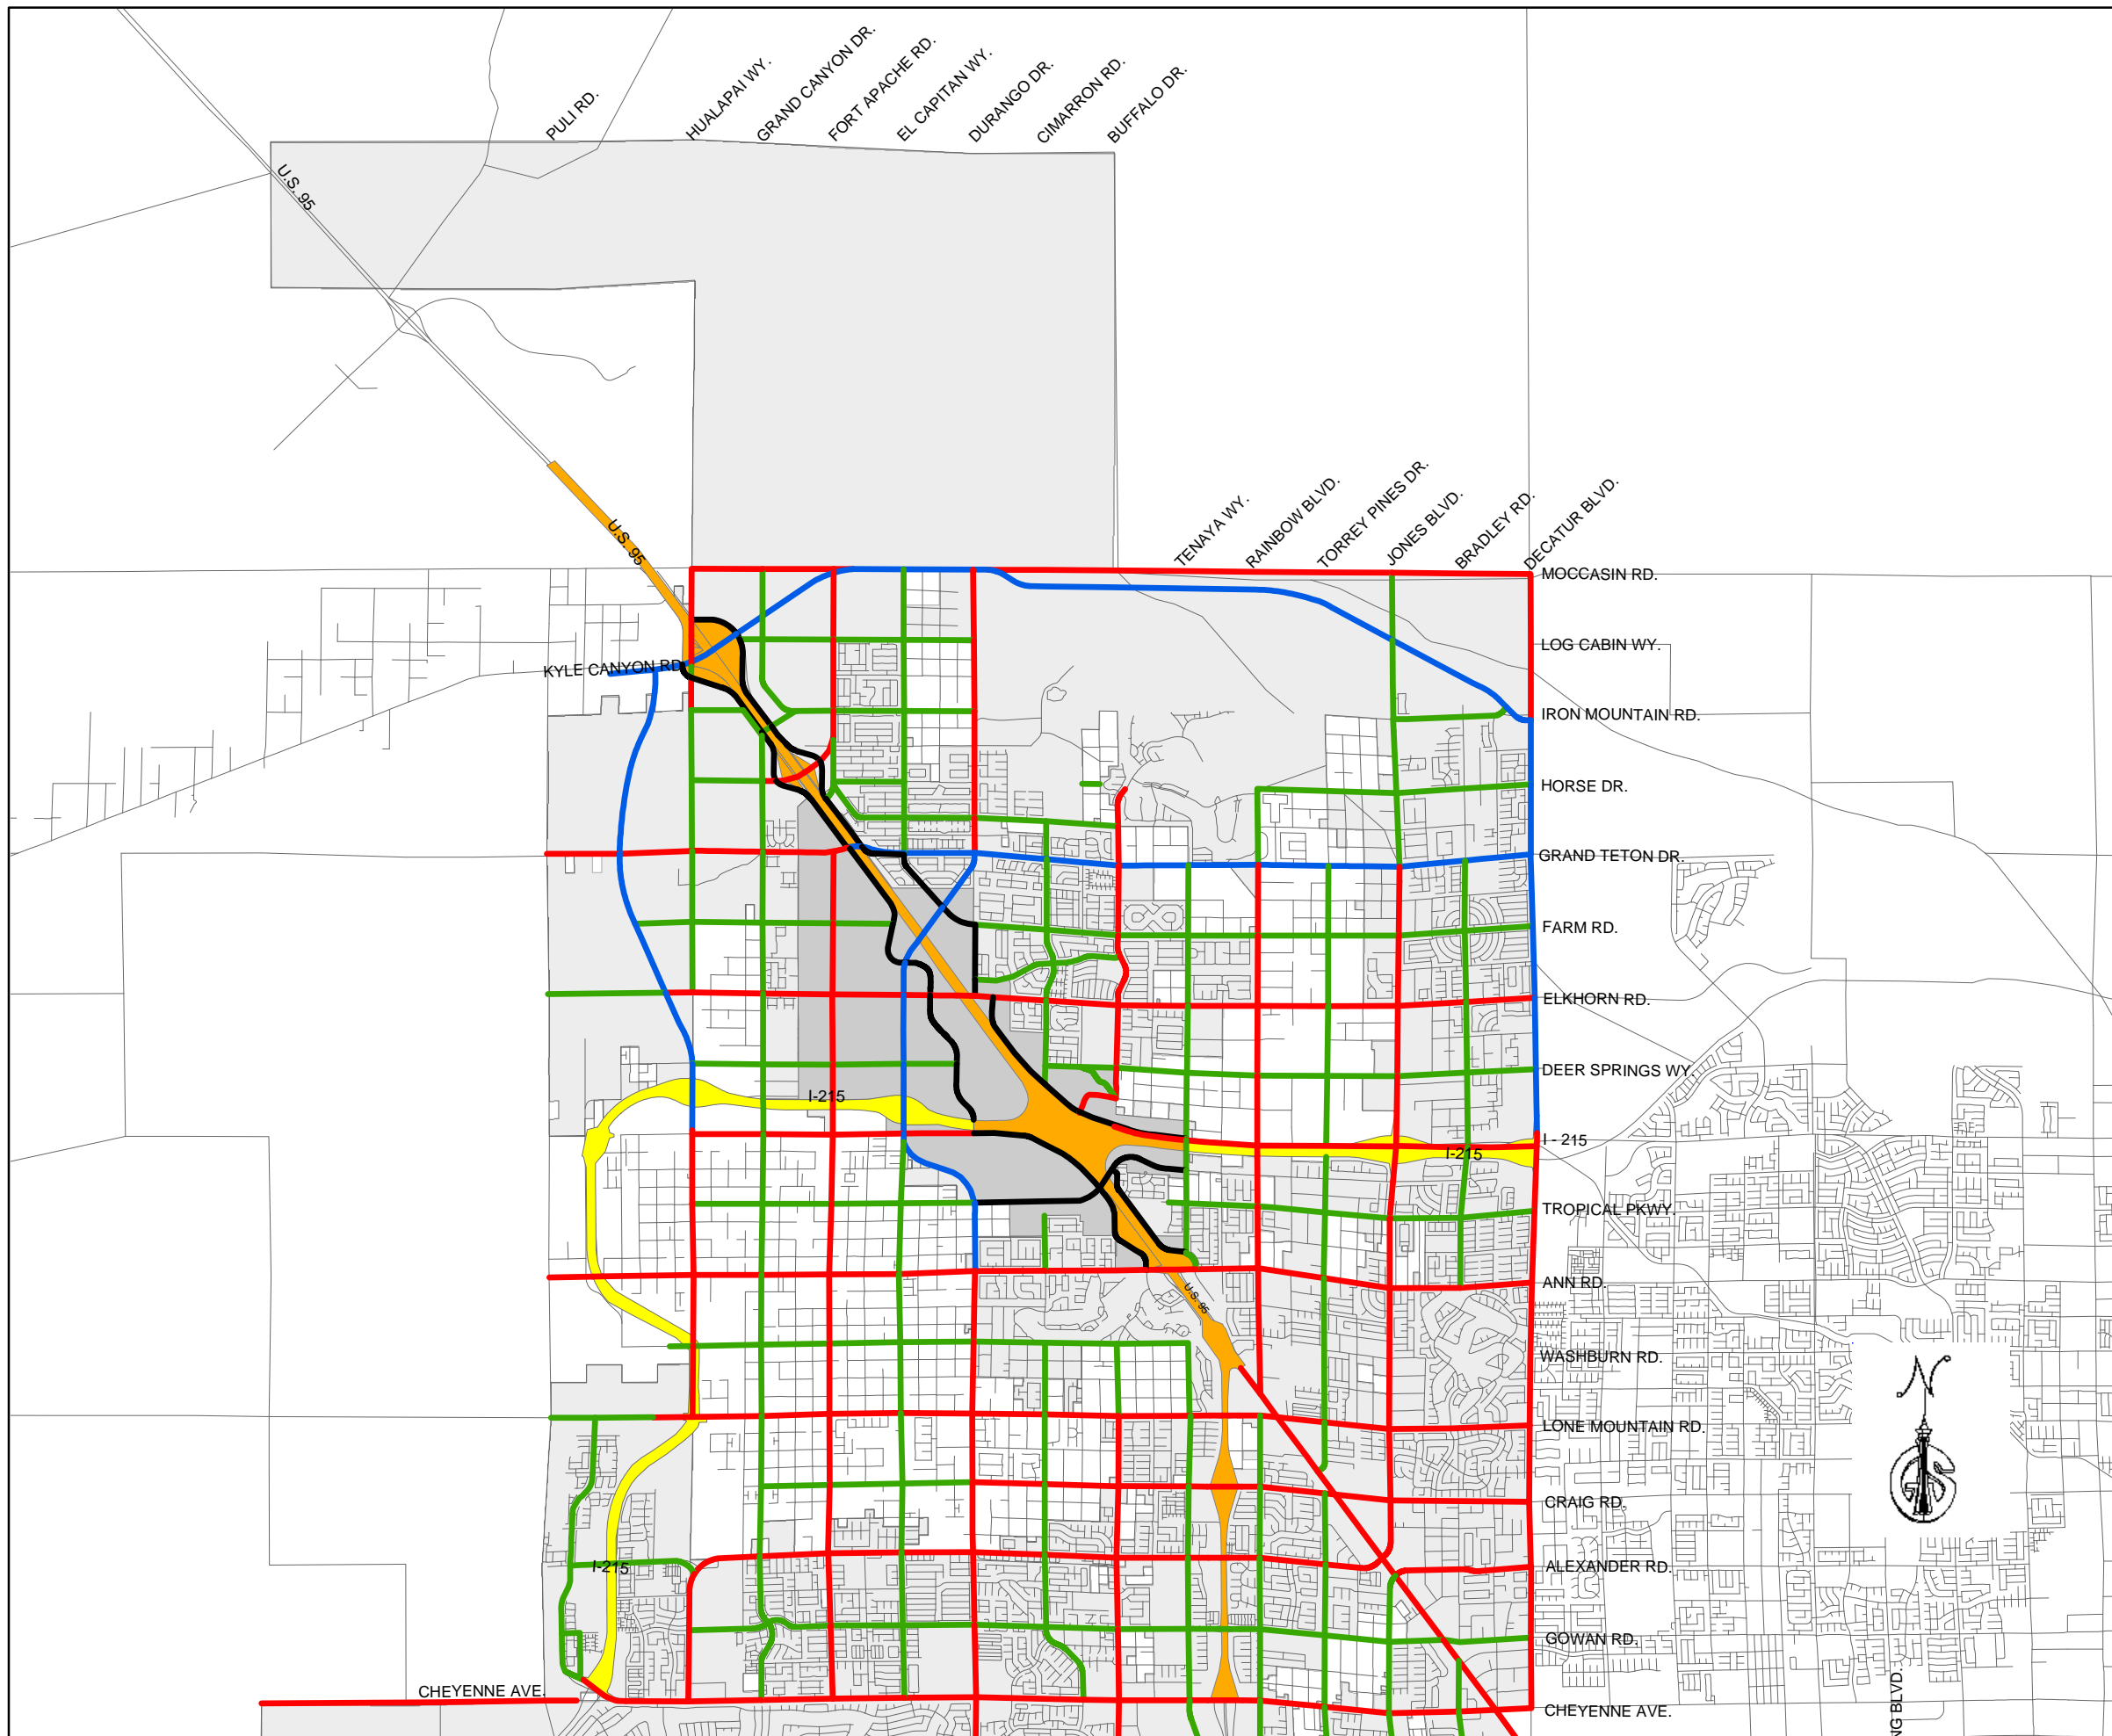 PULI RD.
HUALAPAI WY.
GRAND CANYON DR.
FORT APACHE RD.
EL CAPITAN WY.
DURANGO DR.
CIMARRON RD.
BUFFALO DR.
U.S. 95
U.S. 95
TENAYA WY.
RAINBOW BLVD.
TORREY PINES DR.
JONES BLVD.
BRADLEY RD.
DECATUR BLVD.
MOCCASIN RD.
LOG CABIN WY.
KYLE CANYON RD
IRON MOUNTAIN RD.
HORSE DR.
GRAND TETON DR.
FARM RD.
ELKHORN RD.
DEER SPRINGS WY.
I-215
I - 215
I-215
TROPICAL PKWY.
ANN RD.
U.S. 95
WASHBURN RD.
N
LONE MOUNTAIN RD.
CRAIG RD.
ALEXANDER RD.
I-215
GOWAN RD.
CHEYENNE AVE.
CHEYENNE AVE.
NG BLVD.